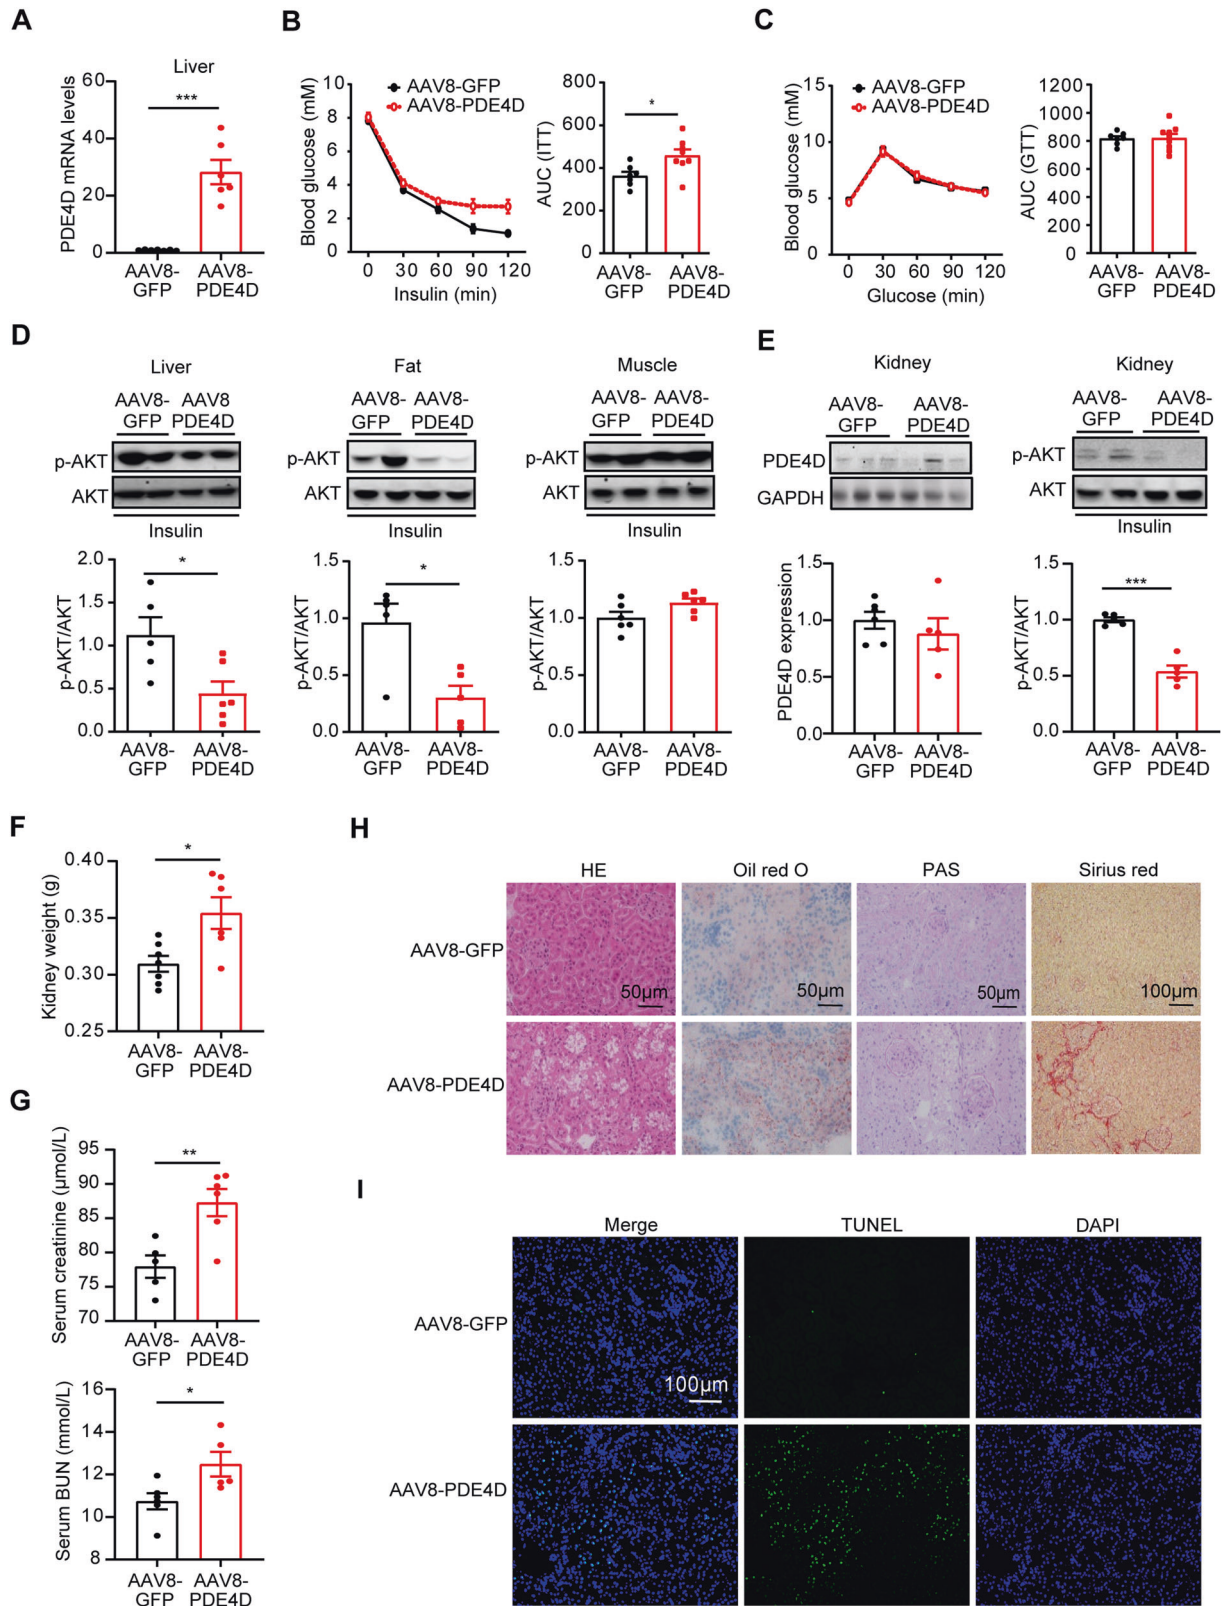 A
Liver
PDE4D mRNA levels
60
40
20
0
***
AAV8-
GFP
AAV8-
PDE4D
B
Blood glucose (mM)
10
8
6
4
2
0
AAV8-GFP
AAV8-PDE4D
0 30 60 90 120
Insulin (min)
AUC (ITT)
800
600
400
200
0
*
AAV8-
GFP
AAV8-
PDE4D
C
Blood glucose (mM)
15
10
5
0
AAV8-GFP
AAV8-PDE4D
0 30 60 90 120
Glucose (min)
AUC (GTT)
1200
1000
800
600
400
200
0
AAV8-
GFP
AAV8-
PDE4D
D
Liver
AAV8-
GFP
AAV8
PDE4D
p-AKT
AKT
Insulin
p-AKT/AKT
2.0
1.5
1.0
0.5
0.0
*
AAV8-
GFP
AAV8-
PDE4D
Fat
AAV8-
GFP
AAV8-
PDE4D
p-AKT
AKT
Insulin
p-AKT/AKT
1.5
1.0
0.5
0.0
*
AAV8-
GFP
AAV8-
PDE4D
Muscle
AAV8-
GFP
AAV8-
PDE4D
p-AKT
AKT
Insulin
p-AKT/AKT
1.5
1.0
0.5
0.0
AAV8-
GFP
AAV8-
PDE4D
E
Kidney
AAV8-
GFP
AAV8-
PDE4D
PDE4D
GAPDH
PDE4D expression
1.5
1.0
0.5
0.0
AAV8-
GFP
AAV8-
PDE4D
Kidney
AAV8-
GFP
AAV8-
PDE4D
p-AKT
AKT
Insulin
p-AKT/AKT
1.5
1.0
0.5
0.0
***
AAV8-
GFP
AAV8-
PDE4D
F
Kidney weight (g)
0.40
0.35
0.30
0.25
*
AAV8-
GFP
AAV8-
PDE4D
G
Serum creatinine (µmol/L)
95
90
85
80
75
70
**
AAV8-
GFP
AAV8-
PDE4D
Serum BUN (mmol/L)
16
14
12
10
8
*
AAV8-
GFP
AAV8-
PDE4D
H
HE Oil red O PAS Sirius red
AAV8-GFP
50µm 50µm 50µm 100µm
AAV8-PDE4D
I
Merge TUNEL DAPI
AAV8-GFP
100µm
AAV8-PDE4D